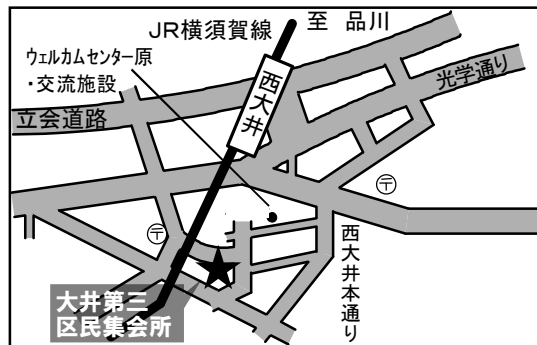 JR横須賀線
至 品川
ウェルカムセンター原
・交流施設
光学通り
西大井
立会道路
〒
〒
西大井本通り
大井第三
区民集会所